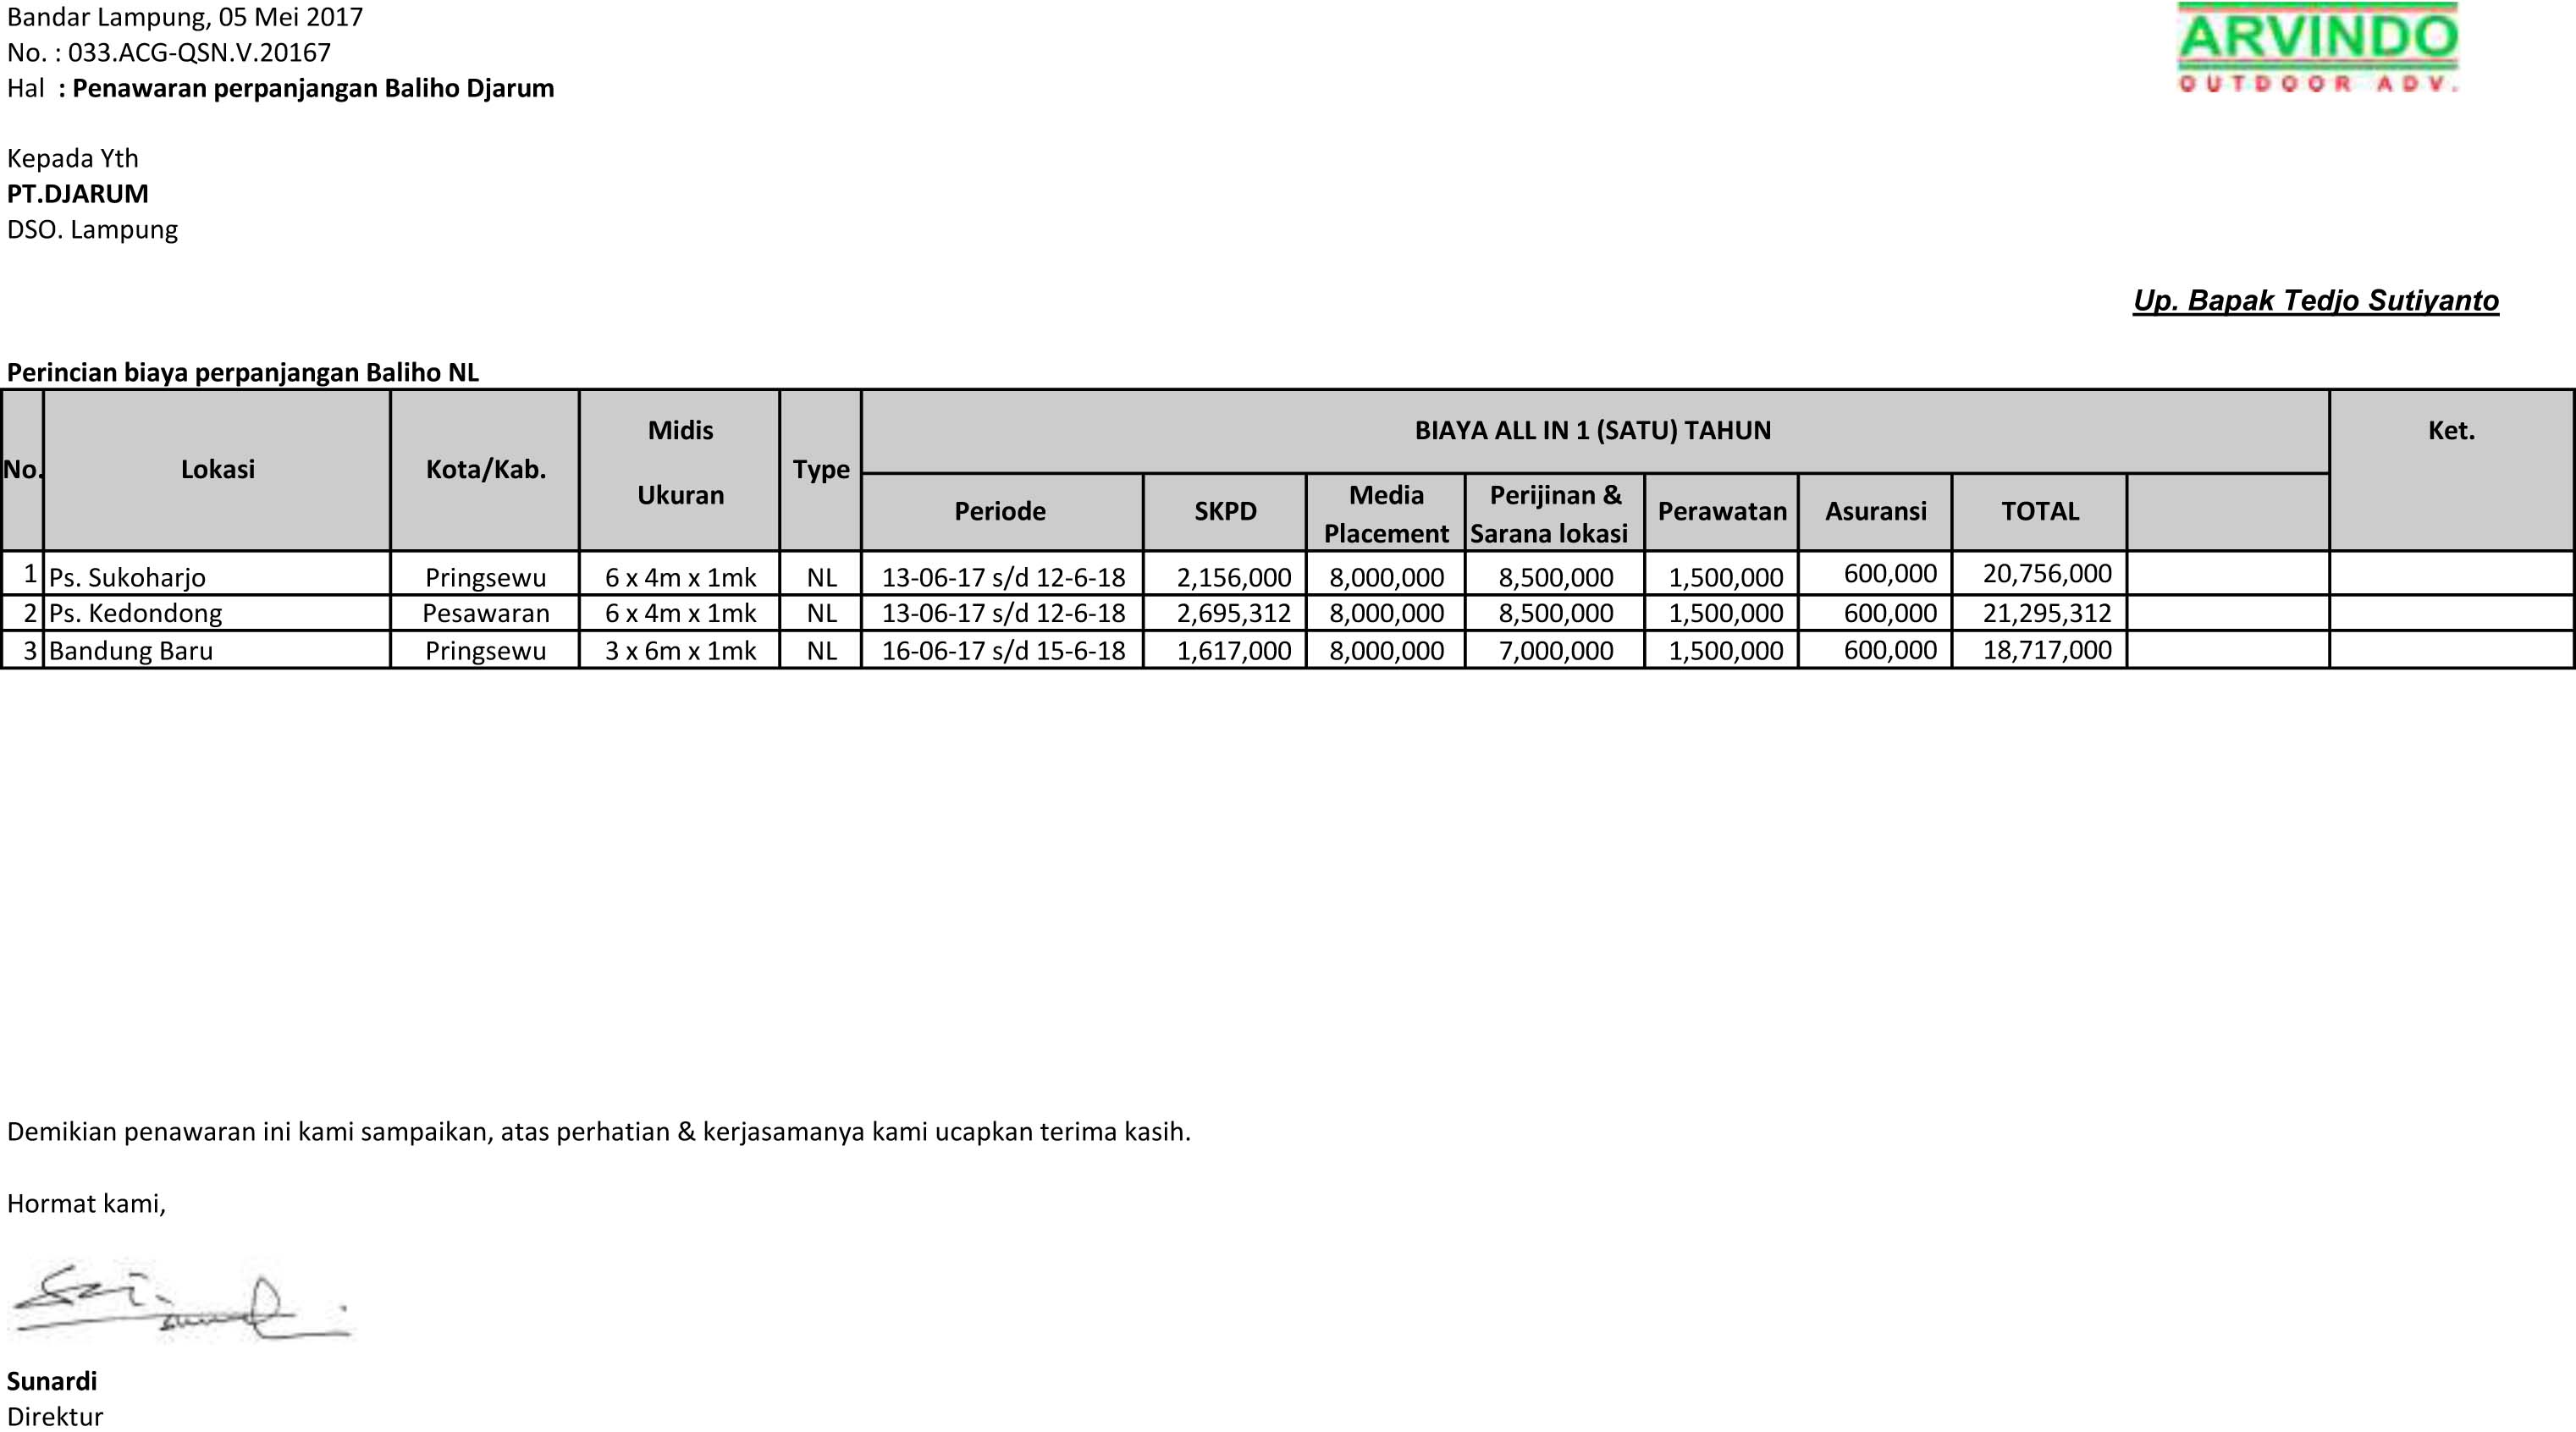 Bandar Lampung, 05 Mei 2017
No. : 033.ACG-QSN.V.20167
Hal : Penawaran perpanjangan Baliho Djarum
ARVINDO
OUTDOOR ADV.
Kepada Yth
PT.DJARUM
DSO. Lampung
Up. Bapak Tedjo Sutiyanto
Perincian biaya perpanjangan Baliho NL
No. Lokasi Kota/Kab. Midis Ukuran Type BIAYA ALL IN 1 (SATU) TAHUN Ket.
Periode SKPD Media Placement Perijinan & Sarana lokasi Perawatan Asuransi TOTAL
1 Ps. Sukoharjo Pringsewu 6 x 4m x 1mk NL 13-06-17 s/d 12-6-18 2,156,000 8,000,000 8,500,000 1,500,000 600,000 20,756,000
2 Ps. Kedondong Pesawaran 6 x 4m x 1mk NL 13-06-17 s/d 12-6-18 2,695,312 8,000,000 8,500,000 1,500,000 600,000 21,295,312
3 Bandung Baru Pringsewu 3 x 6m x 1mk NL 16-06-17 s/d 15-6-18 1,617,000 8,000,000 7,000,000 1,500,000 600,000 18,717,000
Demikian penawaran ini kami sampaikan, atas perhatian & kerjasamanya kami ucapkan terima kasih.
Hormat kami,
Sunardi
Direktur